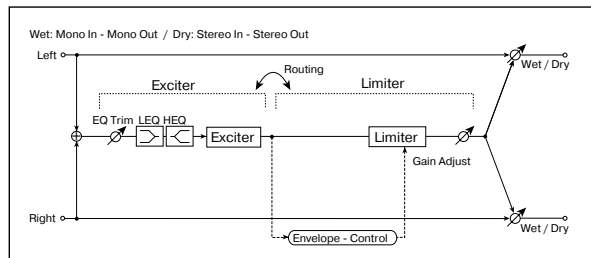 Wet: Mono In - Mono Out / Dry: Stereo In - Stereo Out
Left
Wet / Dry
Routing
Exciter
Limiter
EQ Trim LEQ HEQ
Exciter
Limiter
Gain Adjust
Right
Wet / Dry
Envelope - Control